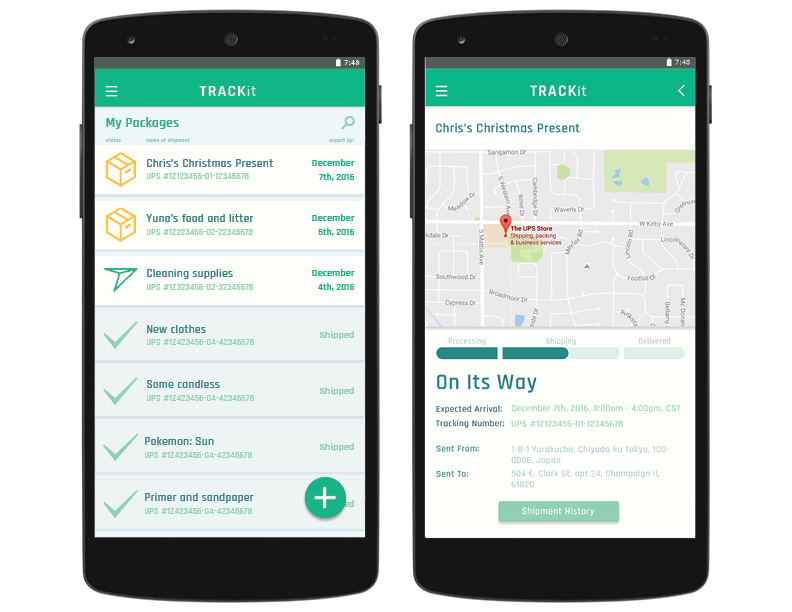 7:48
TRACKit
My Packages
status name of shipment expect by:
Chris's Christmas Present
UPS #1Z123456-01-12345678
December
7th, 2016
Yuna's food and litter
UPS #1Z223456-02-22345678
December
5th, 2016
Cleaning supplies
UPS #1Z323456-03-32345678
December
4th, 2016
New clothes
UPS #1Z423456-04-42345678
Shipped
Some candless
UPS #1Z423456-04-42345678
Shipped
Pokemon: Sun
UPS #1Z423456-04-42345678
Shipped
Primer and sandpaper
UPS #1Z423456-04-42345678
7:48
TRACKit
Chris's Christmas Present
Sangamon Dr
Meadow Dr
S Western Ave
Rose Dr
Cambridge Dr
Waverly Dr
W Kirby Ave
kdale Dr
S Mattis Ave
The UPS Store
Shipping, packing
& business services
Mayfair Rd
Lincoln Rd
Lincolnshire Dr
Southwood Dr
Foothill Dr
Broadmoor Dr
Cypress Dr
Bellamy
Mc Donald
Processing Shipping Delivered
On Its Way
Expected Arrival: December 7th, 2016, 8:00am - 4:00pm, CST
Tracking Number: UPS #1Z123456-01-12345678
Sent From: 1-8-1 Yurakucho, Chiyoda-ku Tokyo, 100-
0006, Japan
Sent To: 504 E. Clark St, apt 24, Champaign Il,
61820
Shipment History